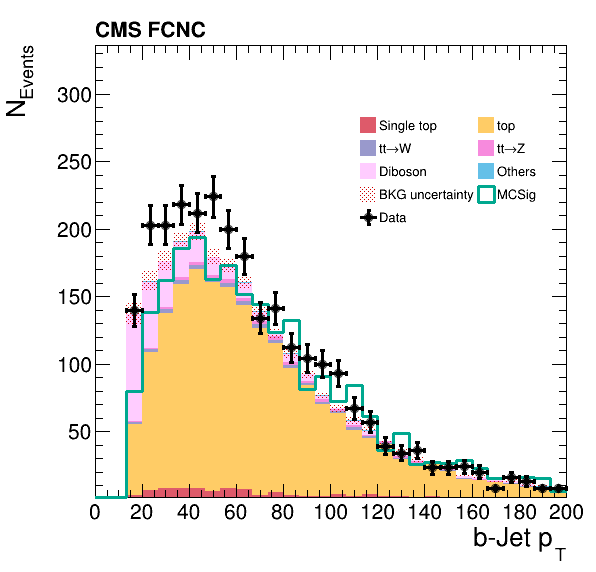 CMS FCNC
N_Events
300
250
200
150
100
50
Single top
top
tt→W
tt→Z
Diboson
Others
BKG uncertainty
MCSig
Data
0 20 40 60 80 100 120 140 160 180 200
b-Jet p_T